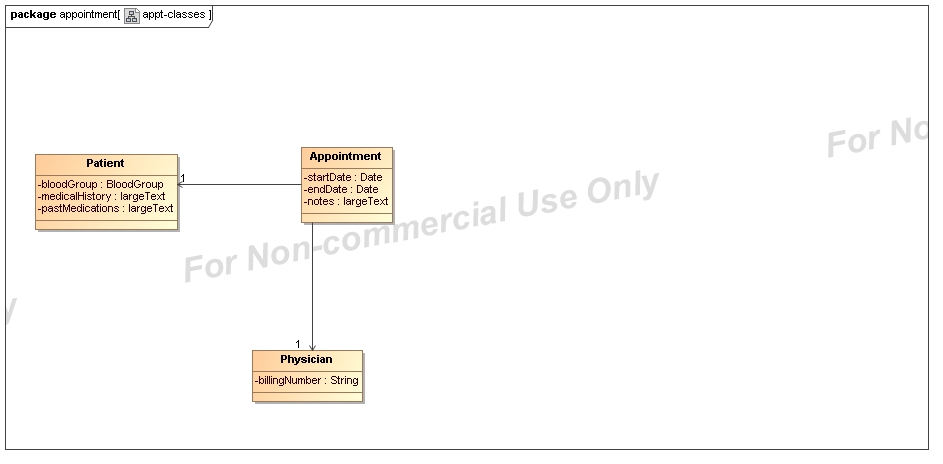 package appointment[ appt-classes ]
Patient
-bloodGroup : BloodGroup
-medicalHistory : largeText
-pastMedications : largeText
1
Appointment
-startDate : Date
-endDate : Date
-notes : largeText
1
Physician
-billingNumber : String
For Non-commercial Use Only
For No
y